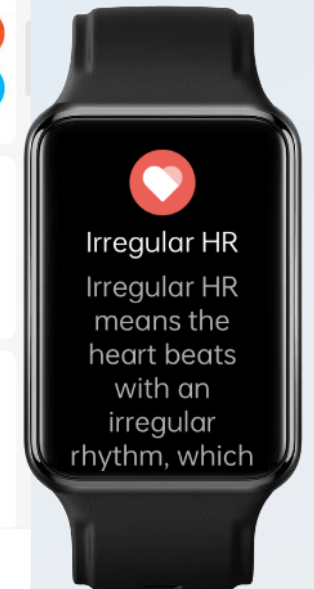 Irregular HR
Irregular HR
means the
heart beats
with an
irregular
rhythm, which